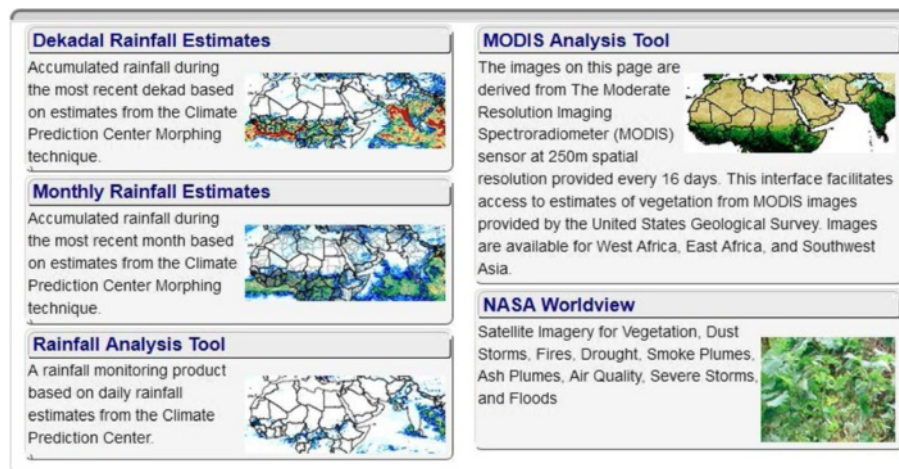 Dekadal Rainfall Estimates
Accumulated rainfall during
the most recent dekad based
on estimates from the Climate
Prediction Center Morphing
technique.
Monthly Rainfall Estimates
Accumulated rainfall during
the most recent month based
on estimates from the Climate
Prediction Center Morphing
technique.
Rainfall Analysis Tool
A rainfall monitoring product
based on daily rainfall
estimates from the Climate
Prediction Center.
MODIS Analysis Tool
The images on this page are
derived from The Moderate
Resolution Imaging
Spectroradiometer (MODIS)
sensor at 250m spatial
resolution provided every 16 days. This interface facilitates
access to estimates of vegetation from MODIS images
provided by the United States Geological Survey. Images
are available for West Africa, East Africa, and Southwest
Asia.
NASA Worldview
Satellite Imagery for Vegetation, Dust
Storms, Fires, Drought, Smoke Plumes,
Ash Plumes, Air Quality, Severe Storms,
and Floods